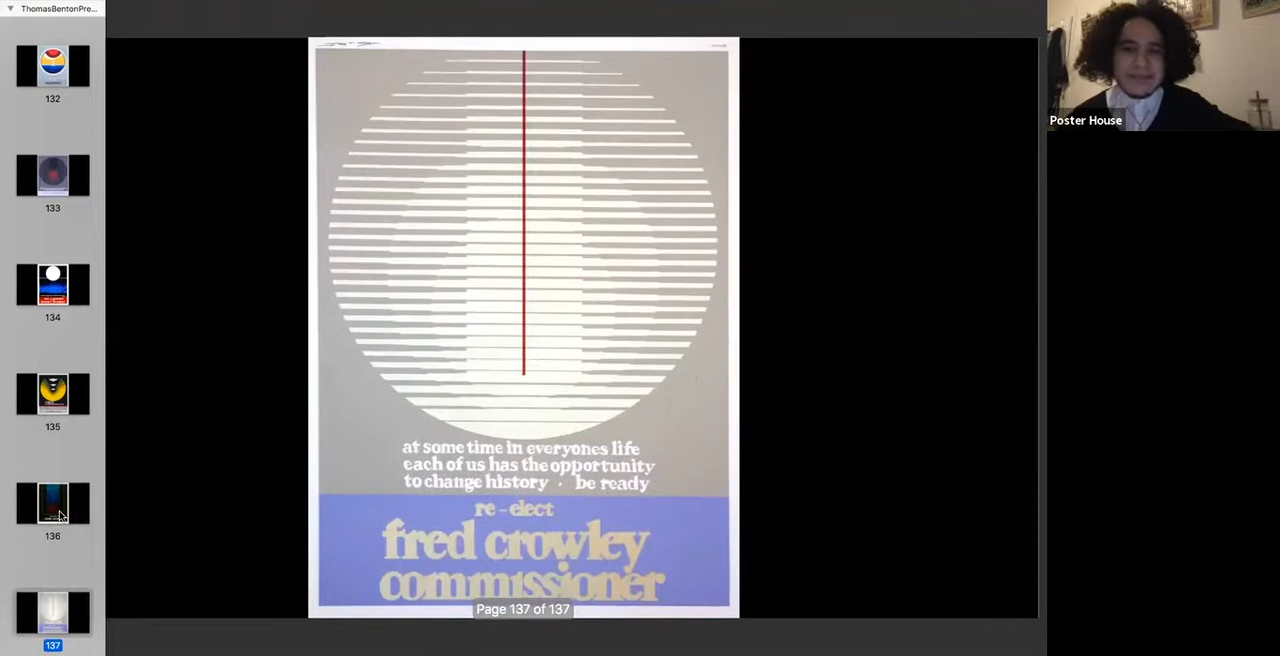 ThomasBentonPre...
132
133
134
135
136
137
at some time in everyones life
each of us has the opportunity
to change history · be ready
re-elect
fred crowley
commissioner
Page 137 of 137
Poster House